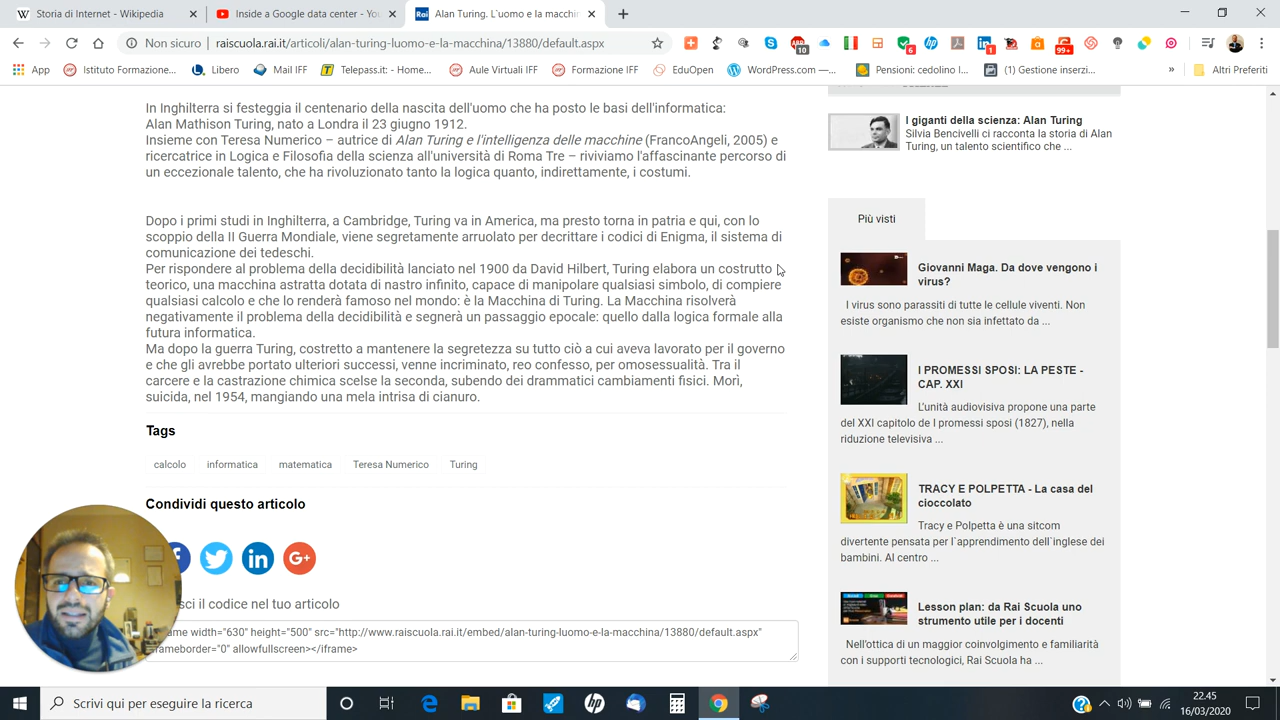 Storia di Internet - Wikipedia
Inside a Google data center - You
Rai
Alan Turing. L`uomo e la macchin
Non sicuro raiscuola.rai.it/articoli/alan-turing-luomo-e-la-macchina/13880/default.aspx
10
6
1
99+
App
Istituto Formazione...
Libero
MEF IFF
Telepass.it: - Home...
Aule Virtuali IFF
Formazione IFF
EduOpen
WordPress.com —...
Pensioni: cedolino I...
(1) Gestione inserzi...
»
Altri Preferiti
In Inghilterra si festeggia il centenario della nascita dell'uomo che ha posto le basi dell'informatica:
Alan Mathison Turing, nato a Londra il 23 giugno 1912.
Insieme con Teresa Numerico – autrice di Alan Turing e l'intelligenza delle macchine (FrancoAngeli, 2005) e
ricercatrice in Logica e Filosofia della scienza all'università di Roma Tre – riviviamo l'affascinante percorso di
un eccezionale talento, che ha rivoluzionato tanto la logica quanto, indirettamente, i costumi.
Dopo i primi studi in Inghilterra, a Cambridge, Turing va in America, ma presto torna in patria e qui, con lo
scoppio della II Guerra Mondiale, viene segretamente arruolato per decrittare i codici di Enigma, il sistema di
comunicazione dei tedeschi.
Per rispondere al problema della decidibilità lanciato nel 1900 da David Hilbert, Turing elabora un costrutto
teorico, una macchina astratta dotata di nastro infinito, capace di manipolare qualsiasi simbolo, di compiere
qualsiasi calcolo e che lo renderà famoso nel mondo: è la Macchina di Turing. La Macchina risolverà
negativamente il problema della decidibilità e segnerà un passaggio epocale: quello dalla logica formale alla
futura informatica.
Ma dopo la guerra Turing, costretto a mantenere la segretezza su tutto ciò a cui aveva lavorato per il governo
e che gli avrebbe portato ulteriori successi, venne incriminato, reo confesso, per omosessualità. Tra il
carcere e la castrazione chimica scelse la seconda, subendo dei drammatici cambiamenti fisici. Morì,
suicida, nel 1954, mangiando una mela intrisa di cianuro.
Tags
calcolo
informatica
matematica
Teresa Numerico
Turing
Condividi questo articolo
sci il codice nel tuo articolo
frame width="630" height="500" src="http://www.raiscuola.rai.it/embed/alan-turing-luomo-e-la-macchina/13880/default.aspx"
frameborder="0" allowfullscreen></iframe>
I giganti della scienza: Alan Turing
Silvia Bencivelli ci racconta la storia di Alan
Turing, un talento scientifico che ...
Più visti
Giovanni Maga. Da dove vengono i
virus?
I virus sono parassiti di tutte le cellule viventi. Non
esiste organismo che non sia infettato da ...
I PROMESSI SPOSI: LA PESTE -
CAP. XXI
L'unità audiovisiva propone una parte
del XXI capitolo de I promessi sposi (1827), nella
riduzione televisiva ...
TRACY E POLPETTA - La casa del
cioccolato
Tracy e Polpetta è una sitcom
divertente pensata per l`apprendimento dell`inglese dei
bambini. Al centro ...
Lesson plan: da Rai Scuola uno
strumento utile per i docenti
Nell'ottica di un maggior coinvolgimento e familiarità
con i supporti tecnologici, Rai Scuola ha ...
Scrivi qui per eseguire la ricerca
22.45
16/03/2020